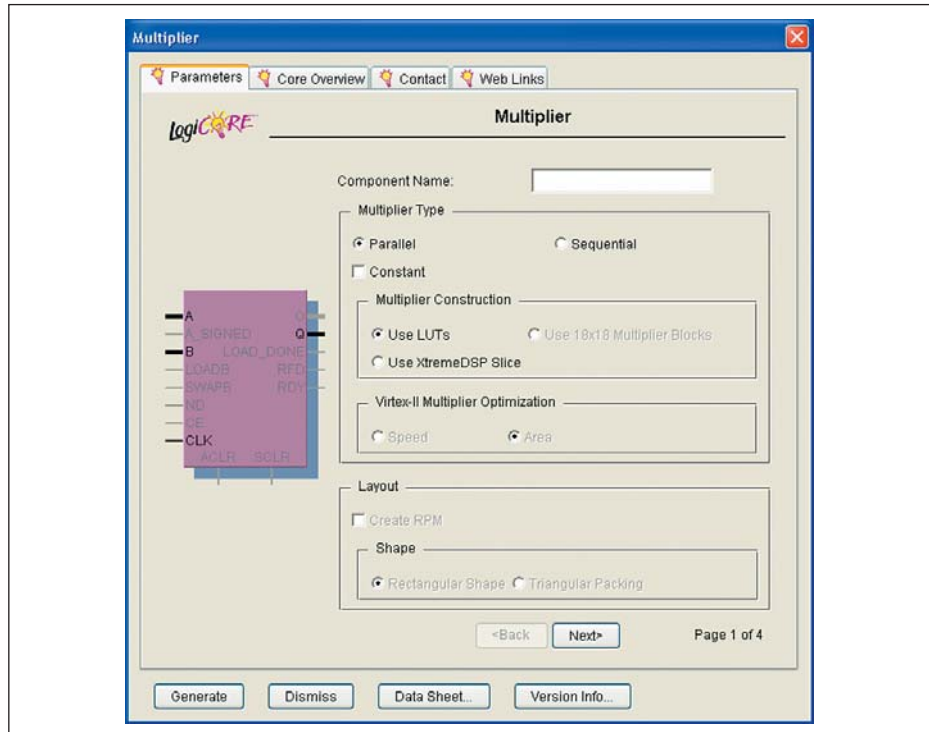 Multiplier
Parameters Core Overview Contact Web Links
LogiCORE
Multiplier
Component Name:
Multiplier Type
Parallel Sequential
Constant
Multiplier Construction
Use LUTs Use 18x18 Multiplier Blocks
Use XtremeDSP Slice
Virtex-II Multiplier Optimization
Speed Area
Layout
Create RPM
Shape
Rectangular Shape Triangular Packing
A O
A_SIGNED Q
B LOAD_DONE
LOADB RFD
SWAPB RDY
ND
CE
CLK
ACLR SCLR
<Back Next> Page 1 of 4
Generate Dismiss Data Sheet... Version Info...